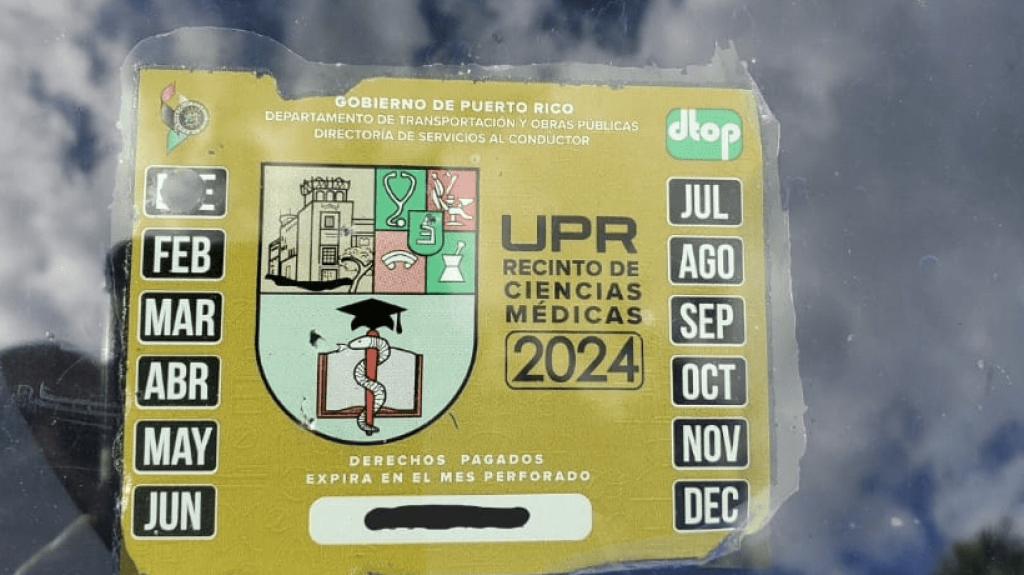 GOBIERNO DE PUERTO RICO
DEPARTAMENTO DE TRANSPORTACIÓN Y OBRAS PÚBLICAS
DIRECTORÍA DE SERVICIOS AL CONDUCTOR
dtop
FEB
MAR
ABR
MAY
JUN
UPR
RECINTO DE
CIENCIAS
MÉDICAS
2024
JUL
AGO
SEP
OCT
NOV
DEC
DERECHOS PAGADOS
EXPIRA EN EL MES PERFORADO